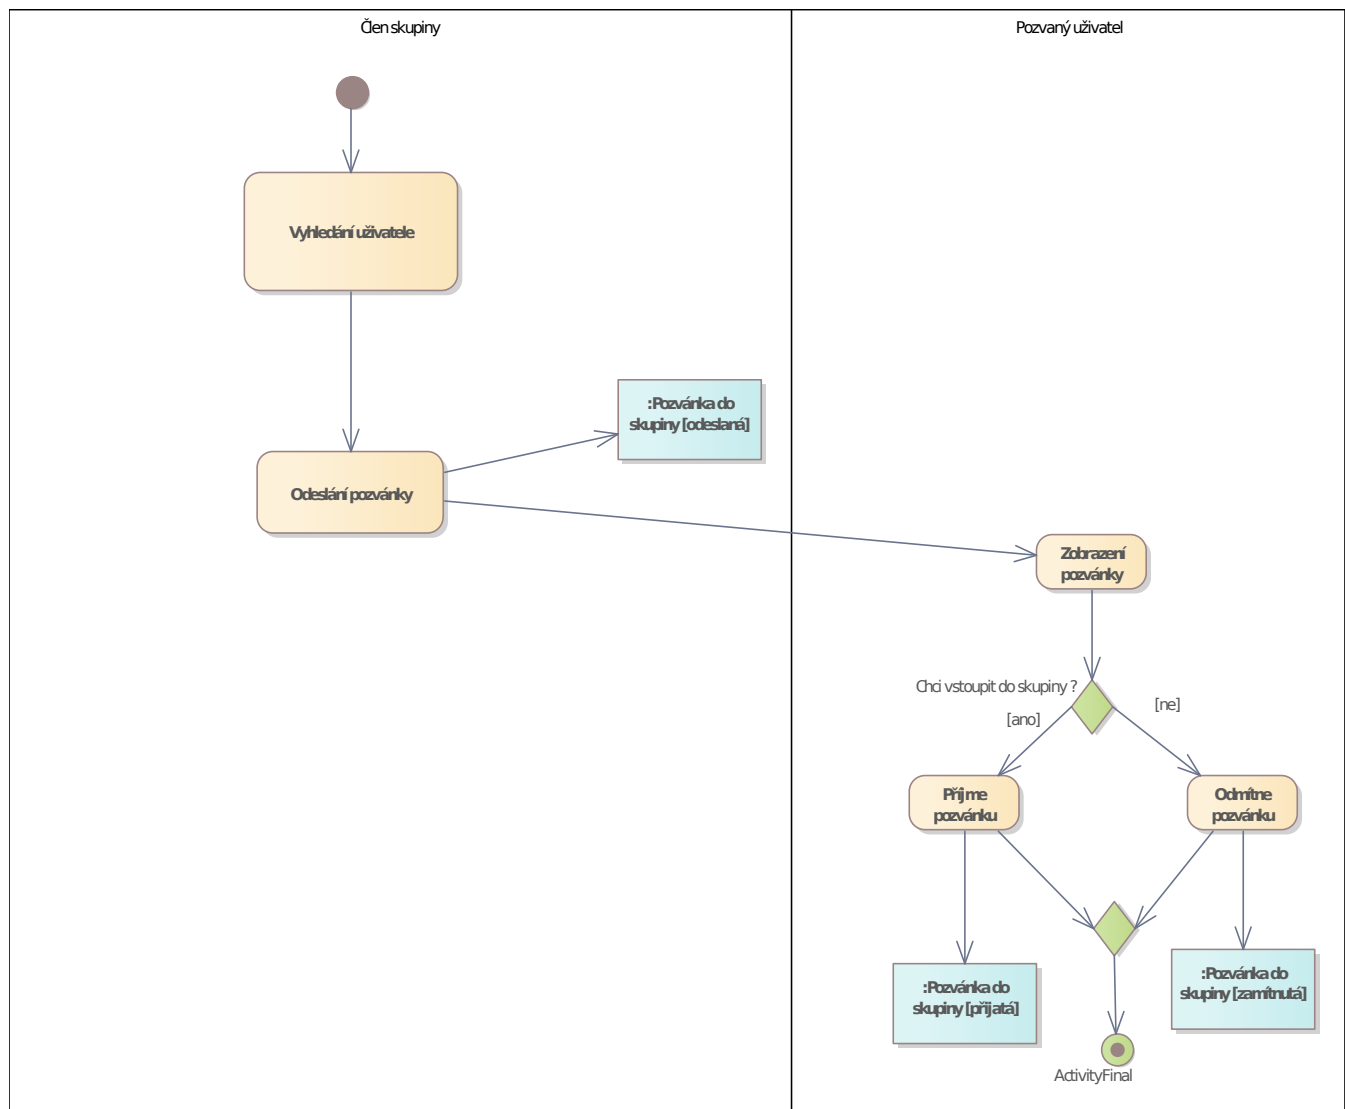 Člen skupiny
Pozvaný uživatel
Vyhledání uživatele
:Pozvánka do
skupiny [odeslaná]
Odeslání pozvánky
Zobrazení
pozvánky
Chci vstoupit do skupiny ?
[ano]
[ne]
Příjme
pozvánku
Odmítne
pozvánku
:Pozvánka do
skupiny [přijatá]
:Pozvánka do
skupiny [zamítnutá]
ActivityFinal